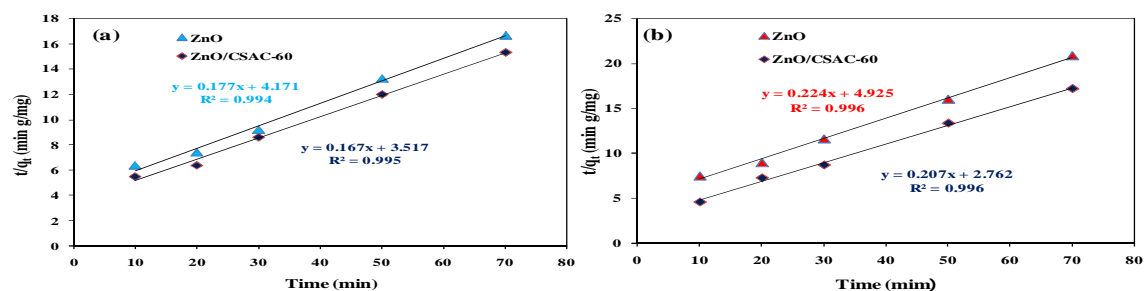 (a)
ZnO
ZnO/CSAC-60
y = 0.177x + 4.171
R² = 0.994
y = 0.167x + 3.517
R² = 0.995
t/qt (min g/mg)
18
16
14
12
10
8
6
4
2
0
0 10 20 30 40 50 60 70 80
Time (min)
(b)
ZnO
ZnO/CSAC-60
y = 0.224x + 4.925
R² = 0.996
y = 0.207x + 2.762
R² = 0.996
t/qt (min g/mg)
25
20
15
10
5
0
0 10 20 30 40 50 60 70 80
Time (mim)